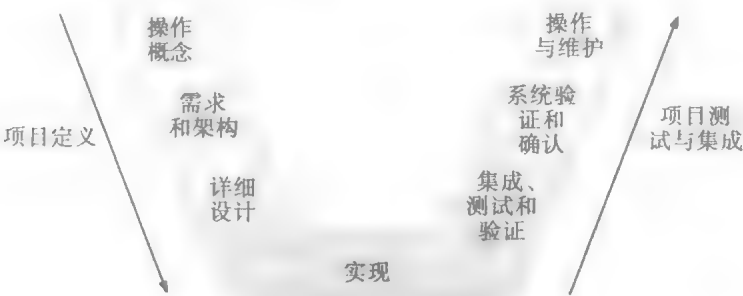 操作
概念
需求
和架构
项目定义
详细
设计
实现
集成、
测试和
验证
系统验
证和
确认
操作
与维护
项目测
试与集成